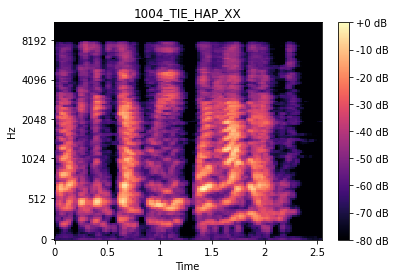 1004_TIE_HAP_XX
+0 dB
8192
-10 dB
4096
-20 dB
-30 dB
2048
Hz
-40 dB
1024
-50 dB
512
-60 dB
-70 dB
0
-80 dB
0 0.5 1 1.5 2 2.5
Time